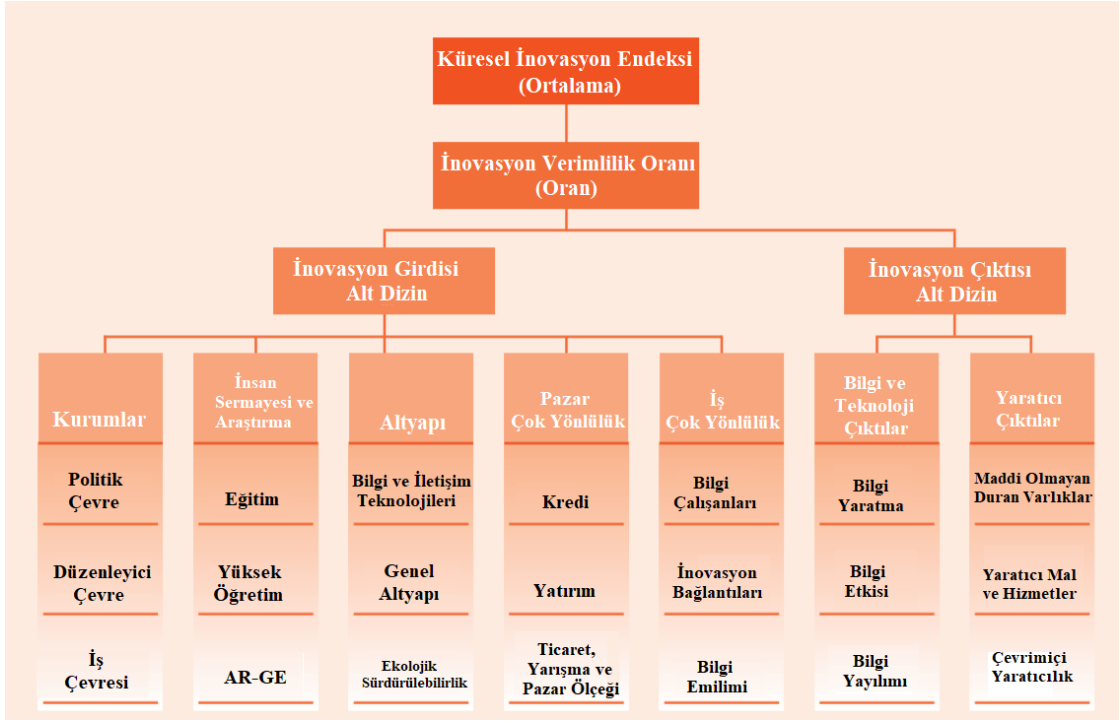 Küresel İnovasyon Endeksi
(Ortalama)
İnovasyon Verimlilik Oranı
(Oran)
İnovasyon Girdisi
Alt Dizin
İnovasyon Çıktısı
Alt Dizin
Kurumlar
İnsan
Sermayesi ve
Araştırma
Altyapı
Pazar
Çok Yönlülük
İş
Çok Yönlülük
Bilgi ve
Teknoloji
Çıktılar
Yaratıcı
Çıktılar
Politik
Çevre
Eğitim
Bilgi ve İletişim
Teknolojileri
Kredi
Bilgi
Çalışanları
Bilgi
Yaratma
Maddi Olmayan
Duran Varlıklar
Düzenleyici
Çevre
Yüksek
Öğretim
Genel
Altyapı
Yatırım
İnovasyon
Bağlantıları
Bilgi
Etkisi
Yaratıcı Mal
ve Hizmetler
İş
Çevresi
AR-GE
Ekolojik
Sürdürülebilirlik
Ticaret,
Yarışma ve
Pazar Ölçeği
Bilgi
Emilimi
Bilgi
Yayılımı
Çevrimiçi
Yaratıcılık